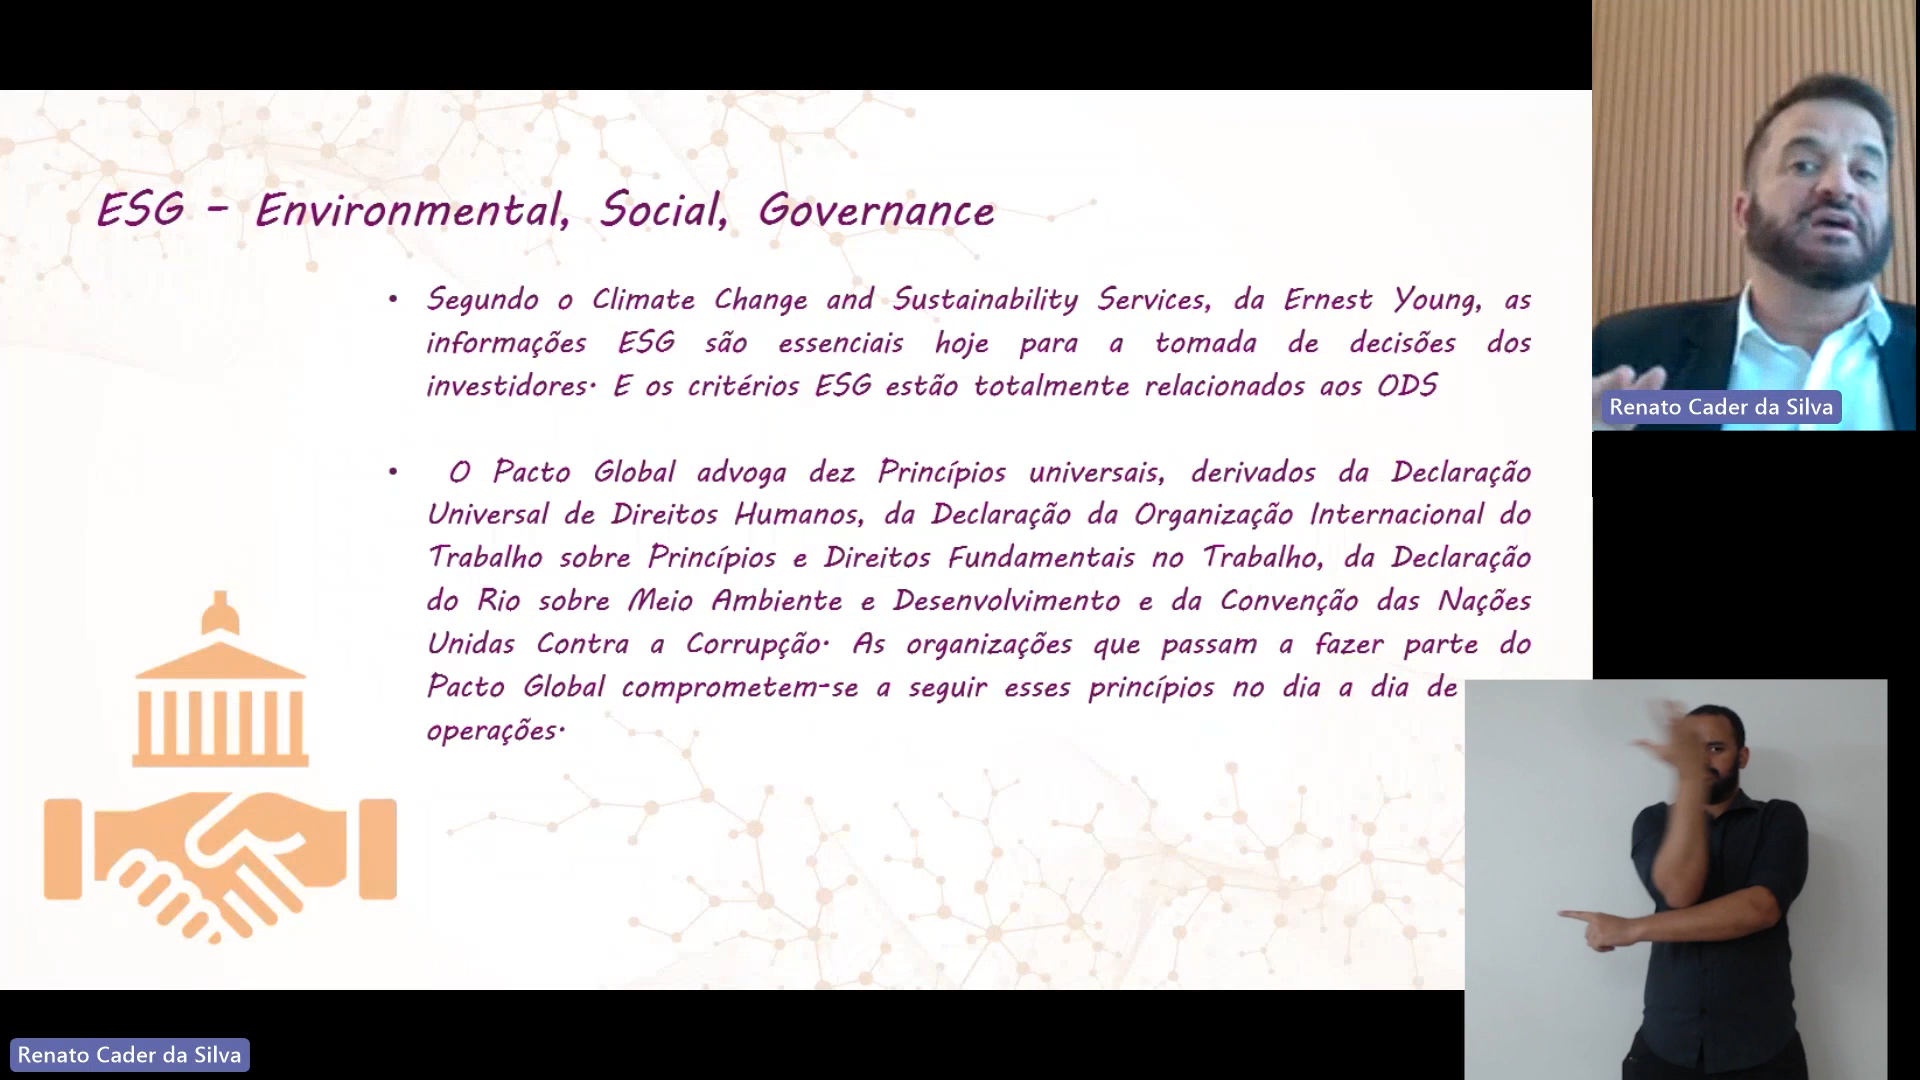 ESG - Environmental, Social, Governance
• Segundo o Climate Change and Sustainability Services, da Ernest Young, as
informações ESG são essenciais hoje para a tomada de decisões dos
investidores. E os critérios ESG estão totalmente relacionados aos ODS
• O Pacto Global advoga dez Princípios universais, derivados da Declaração
Universal de Direitos Humanos, da Declaração da Organização Internacional do
Trabalho sobre Princípios e Direitos Fundamentais no Trabalho, da Declaração
do Rio sobre Meio Ambiente e Desenvolvimento e da Convenção das Nações
Unidas Contra a Corrupção. As organizações que passam a fazer parte do
Pacto Global comprometem-se a seguir esses princípios no dia a dia de
operações.
Renato Cader da Silva
Renato Cader da Silva